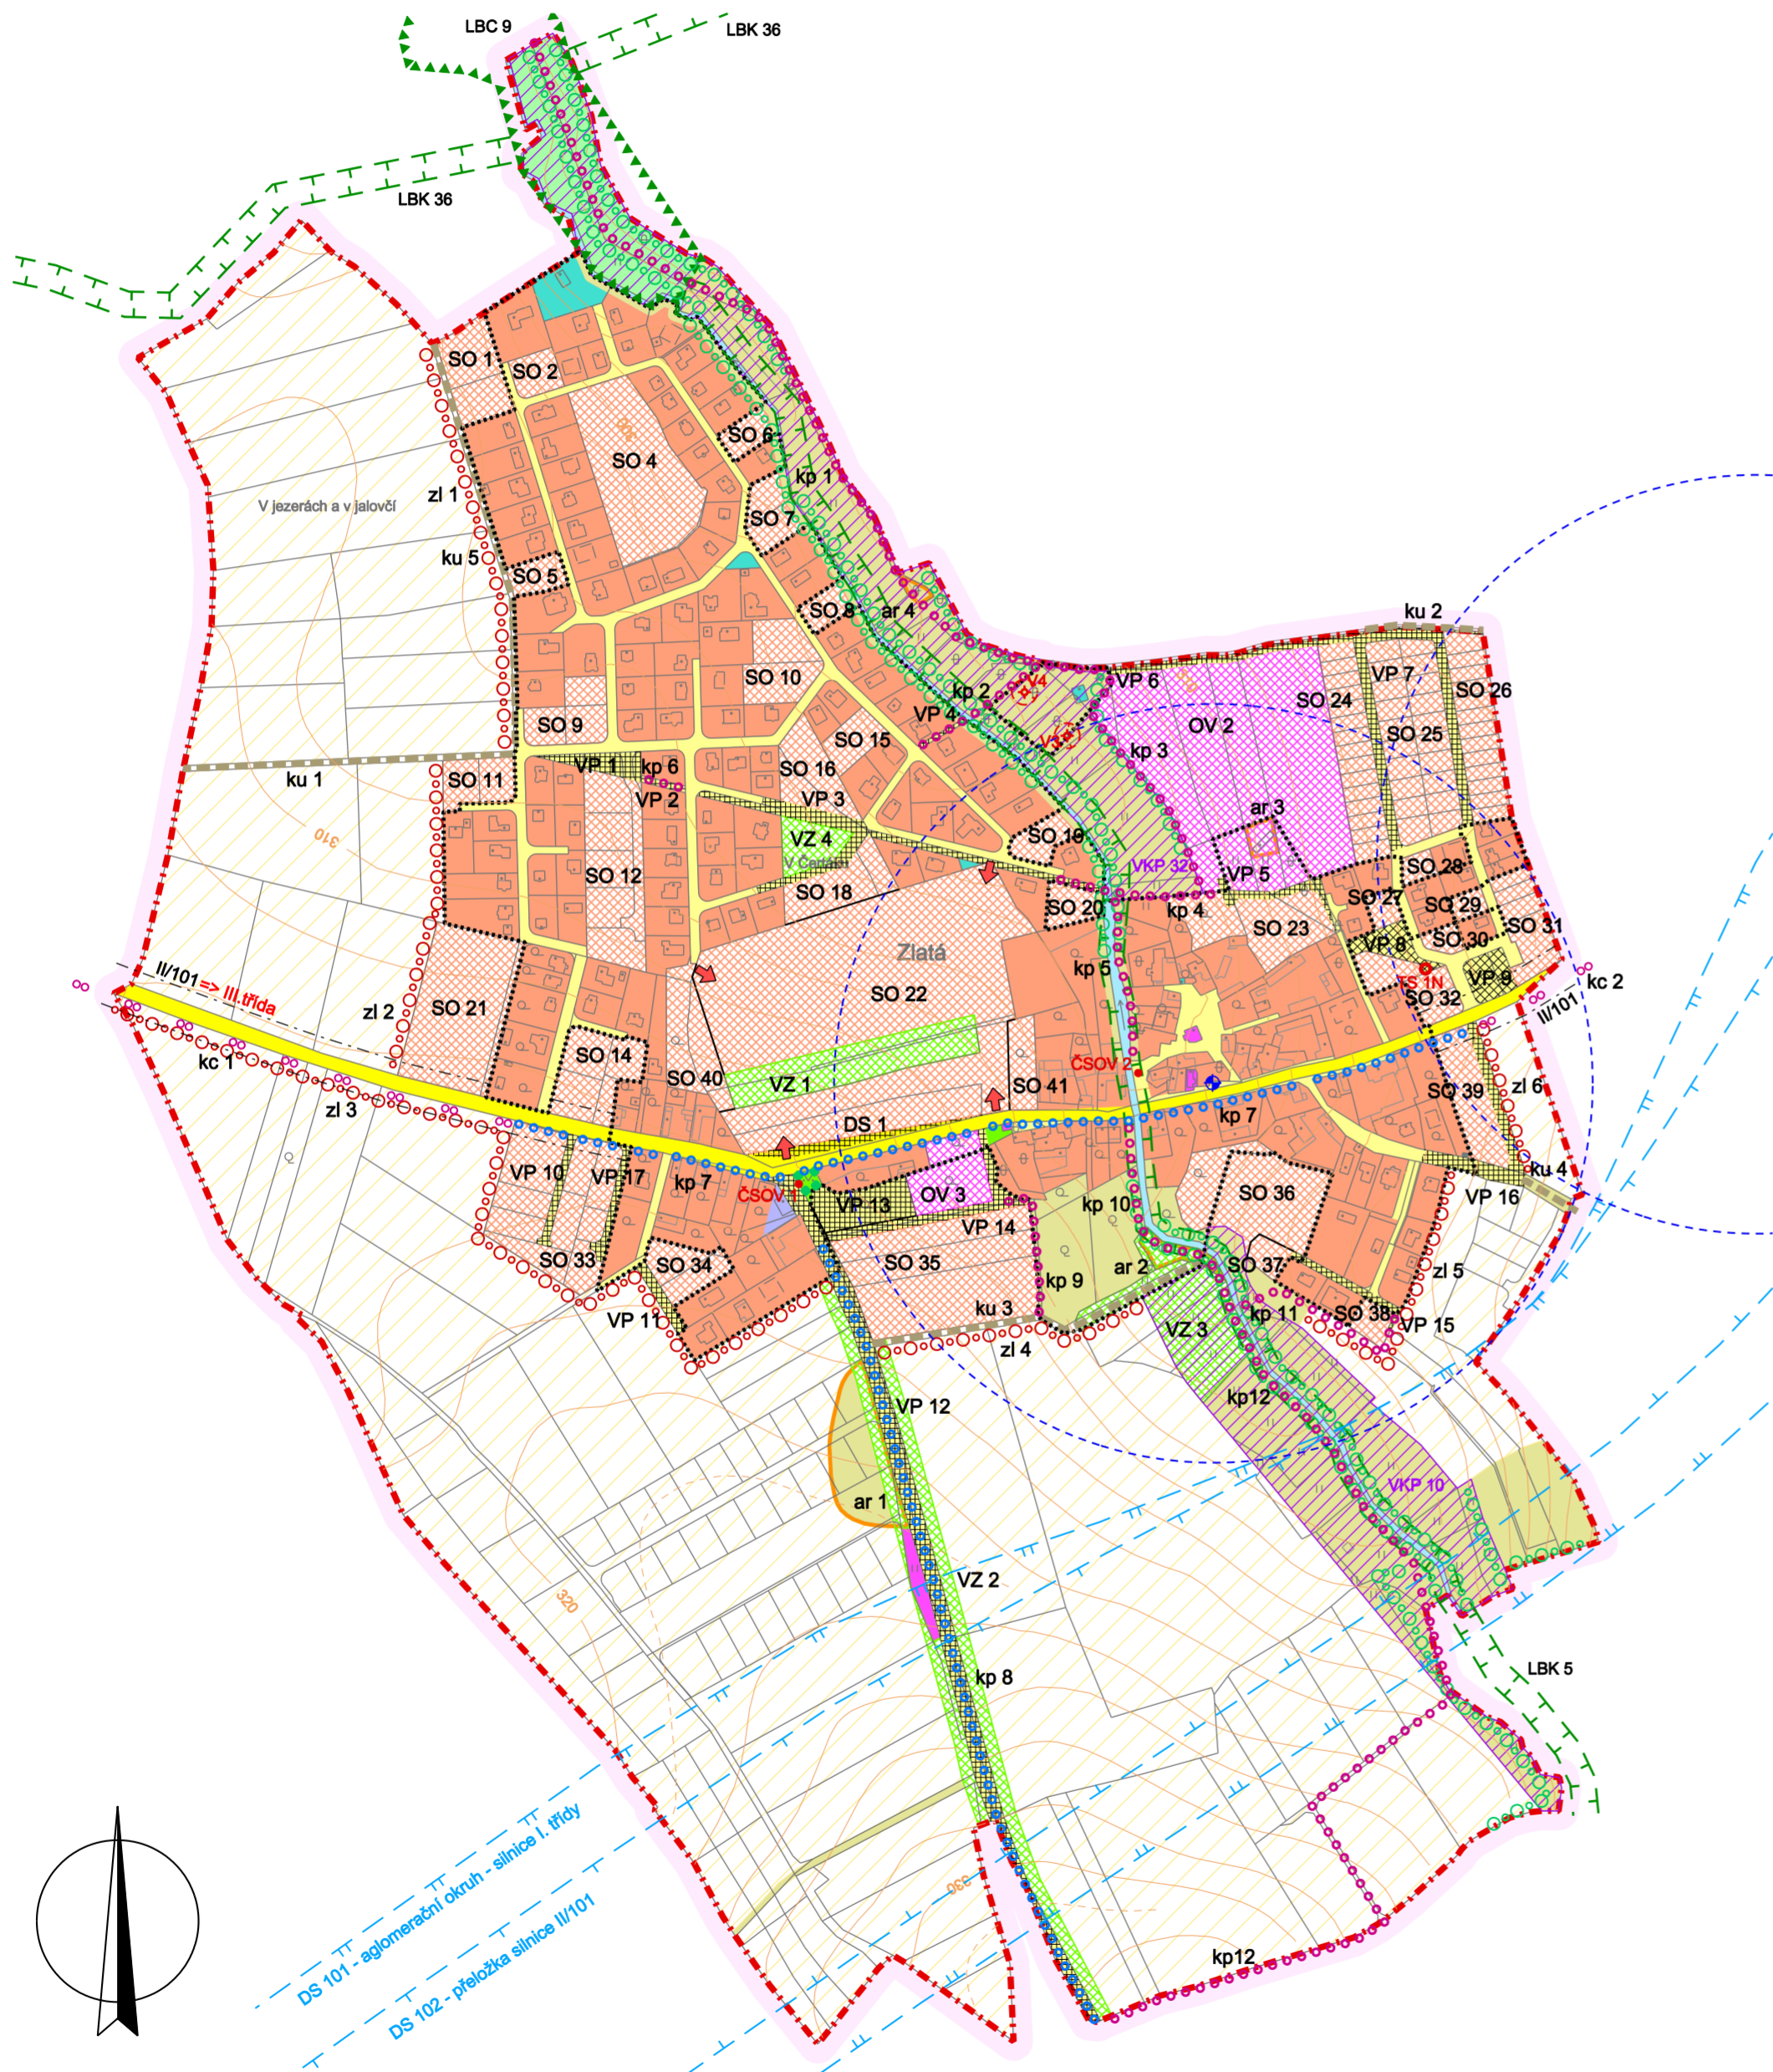 LBC 9
LBK 36
LBK 36
SO 1
SO 2
SO 6
SO 4
kp 1
zl 1
V jezerách a v jalovčí
SO 7
ku 5
SO 5
SO 8
ar 4
ku 2
SO 10
kp 2
V4
VP 6
VP 7
SO 24
SO 26
SO 9
VP 4
V3
OV 2
SO 25
SO 15
kp 3
ku 1
SO 11
VP 1
kp 6
SO 16
VP 2
VP 3
ar 3
310
VZ 4
SO 19
VKP 32
VP 5
SO 28
SO 12
SO 18
SO 27
SO 29
SO 20
kp 4
SO 23
SO 30
SO 31
VP 8
Zlatá
kp 5
II/101
=> III.třída
SO 22
TS 1N
VP 9
kc 2
zl 2
SO 21
SO 32
II/101
kc 1
SO 14
SO 40
VZ 1
SO 41
ČSOV 2
SO 39
zl 6
zl 3
DS 1
kp 7
VP 10
VP 17
kp 7
ČSOV 1
VP 13
OV 3
kp 10
SO 36
ku 4
VP 16
VP 14
SO 33
SO 34
SO 35
kp 9
ar 2
SO 37
zl 5
VP 11
ku 3
kp 11
SO 38
VP 15
zl 4
VZ 3
VP 12
kp12
ar 1
VKP 10
VZ 2
320
kp 8
LBK 5
330
DS 101 - aglomerační okruh - silnice I. třídy
DS 102 - přeložka silnice II/101
kp12